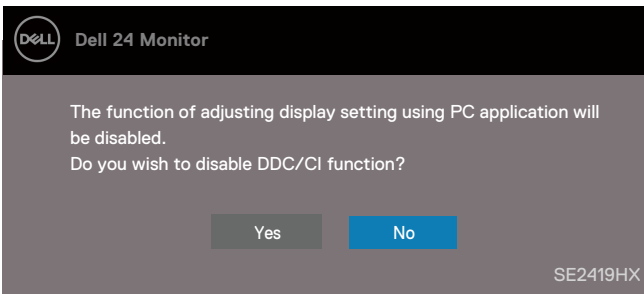 DELL
Dell 24 Monitor
The function of adjusting display setting using PC application will
be disabled.
Do you wish to disable DDC/CI function?
Yes No
SE2419HX